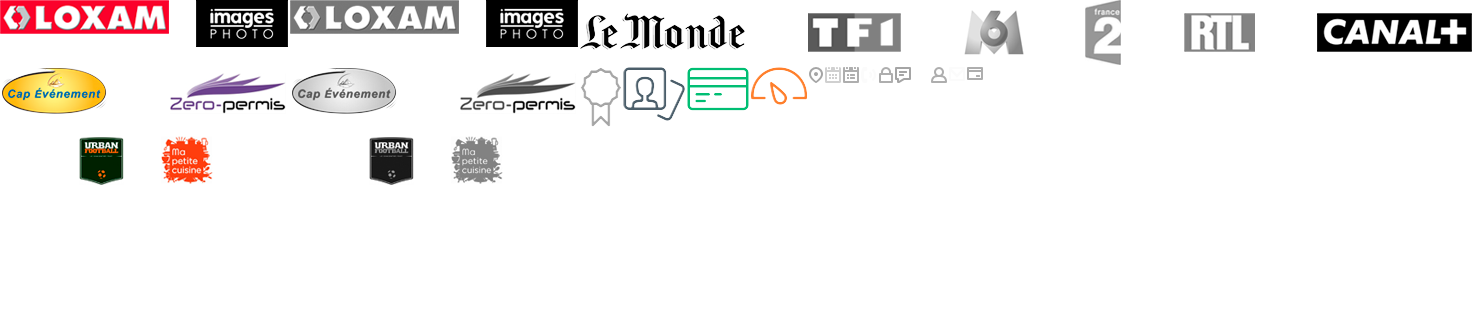 LOXAM
images
PHOTO
LOXAM
images
PHOTO
Le Monde
TF1
M6
france
2
RTL
CANAL+
Cap Événement
Zero-permis
Cap Événement
Zero-permis
URBAN
FOOTBALL
Ma
petite
cuisine
URBAN
FOOTBALL
Ma
petite
cuisine